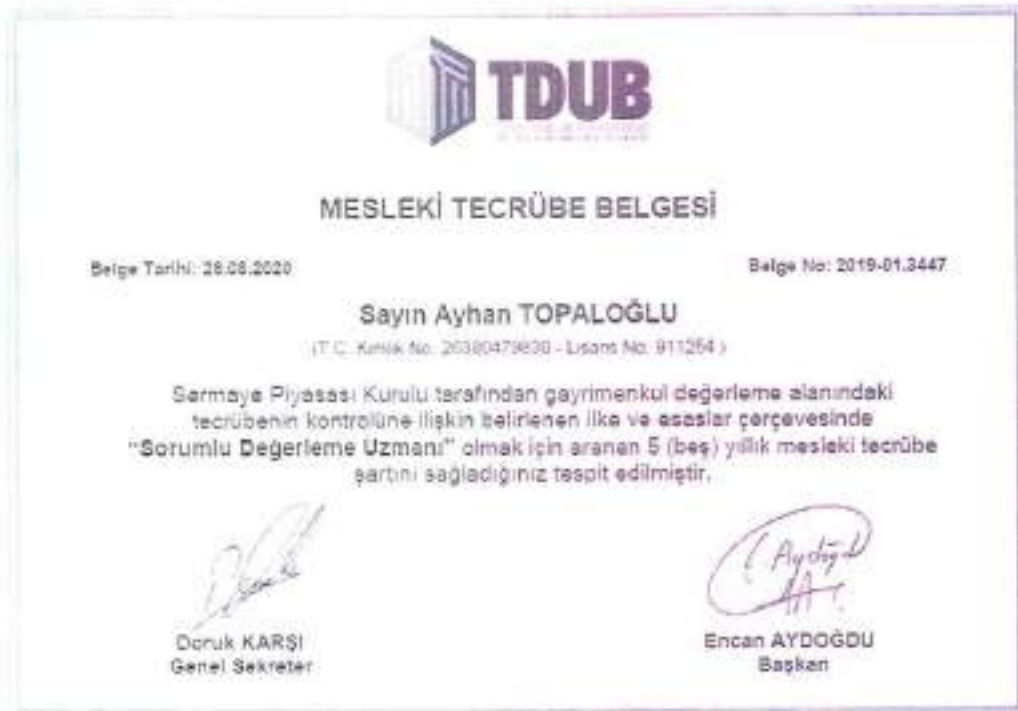 TDUB
MESLEKİ TECRÜBE BELGESİ
Belge Tarihi: 28.08.2020
Belge No: 2019-01.3447
Sayın Ayhan TOPALOĞLU
(T.C. Kimlik No: - Lisans No: 911254)
Sermaye Piyasası Kurulu tarafından gayrimenkul değerleme alanındaki
tecrübenin kontrolüne ilişkin belirlenen ilke ve esaslar çerçevesinde
"Sorumlu Değerleme Uzmanı" olmak için aranan 5 (beş) yıllık mesleki tecrübe
şartını sağladığınız tespit edilmiştir.
Aydoğd
Doruk KARŞI
Genel Sekreter
Encan AYDOĞDU
Başkan